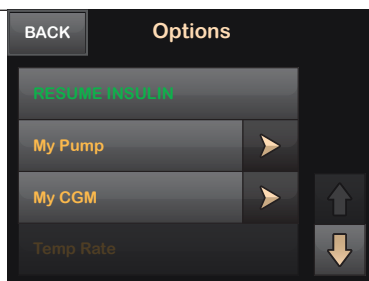 BACK
Options
RESUME INSULIN
My Pump
My CGM
Temp Rate